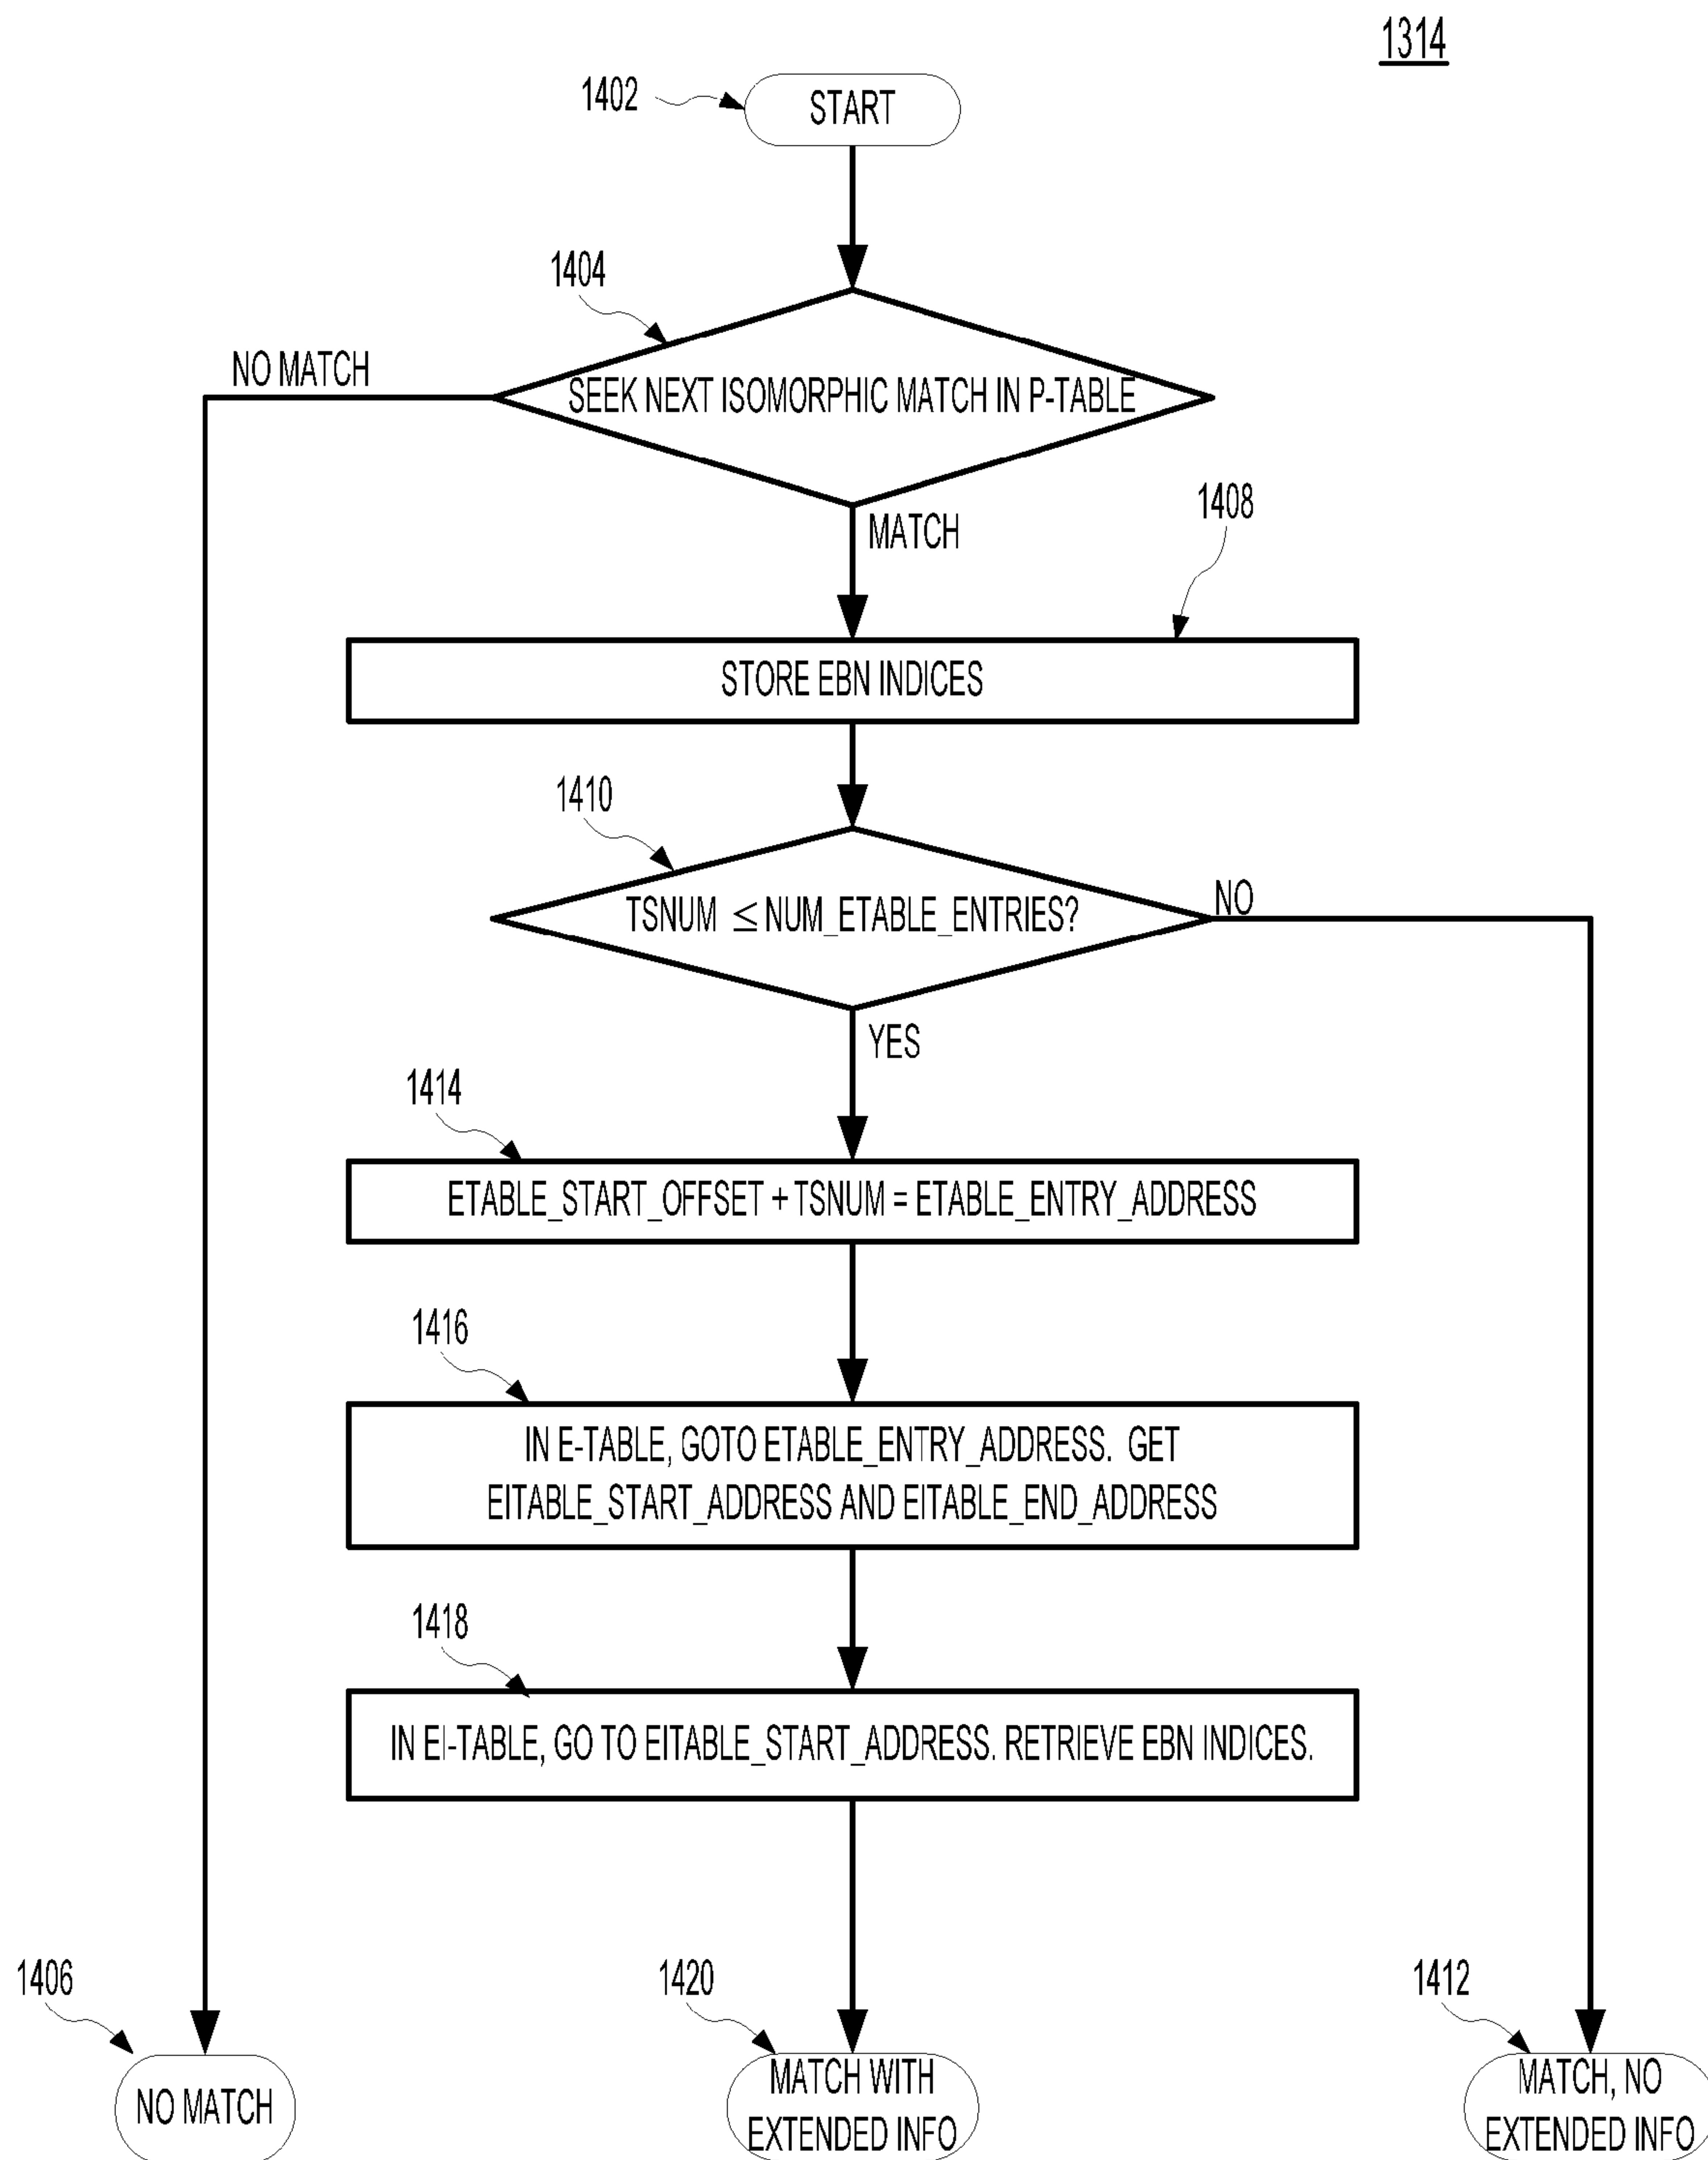 1314
1402
START
1404
NO MATCH
SEEK NEXT ISOMORPHIC MATCH IN P-TABLE
1408
MATCH
STORE EBN INDICES
1410
NO
TSNUM ≤ NUM_ETABLE_ENTRIES?
YES
1414
ETABLE_START_OFFSET + TSNUM = ETABLE_ENTRY_ADDRESS
1416
IN E-TABLE, GOTO ETABLE_ENTRY_ADDRESS. GET
EITABLE_START_ADDRESS AND EITABLE_END_ADDRESS
1418
IN EI-TABLE, GO TO EITABLE_START_ADDRESS. RETRIEVE EBN INDICES.
1406
1420
1412
NO MATCH
MATCH WITH
EXTENDED INFO
MATCH, NO
EXTENDED INFO